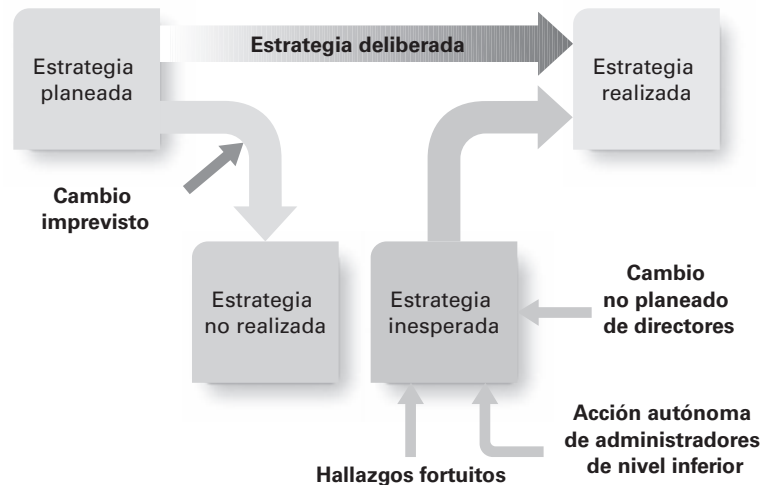 Estrategia
planeada
Estrategia deliberada
Estrategia
realizada
Cambio
imprevisto
Estrategia
no realizada
Estrategia
inesperada
Cambio
no planeado
de directores
Hallazgos fortuitos
Acción autónoma
de administradores
de nivel inferior